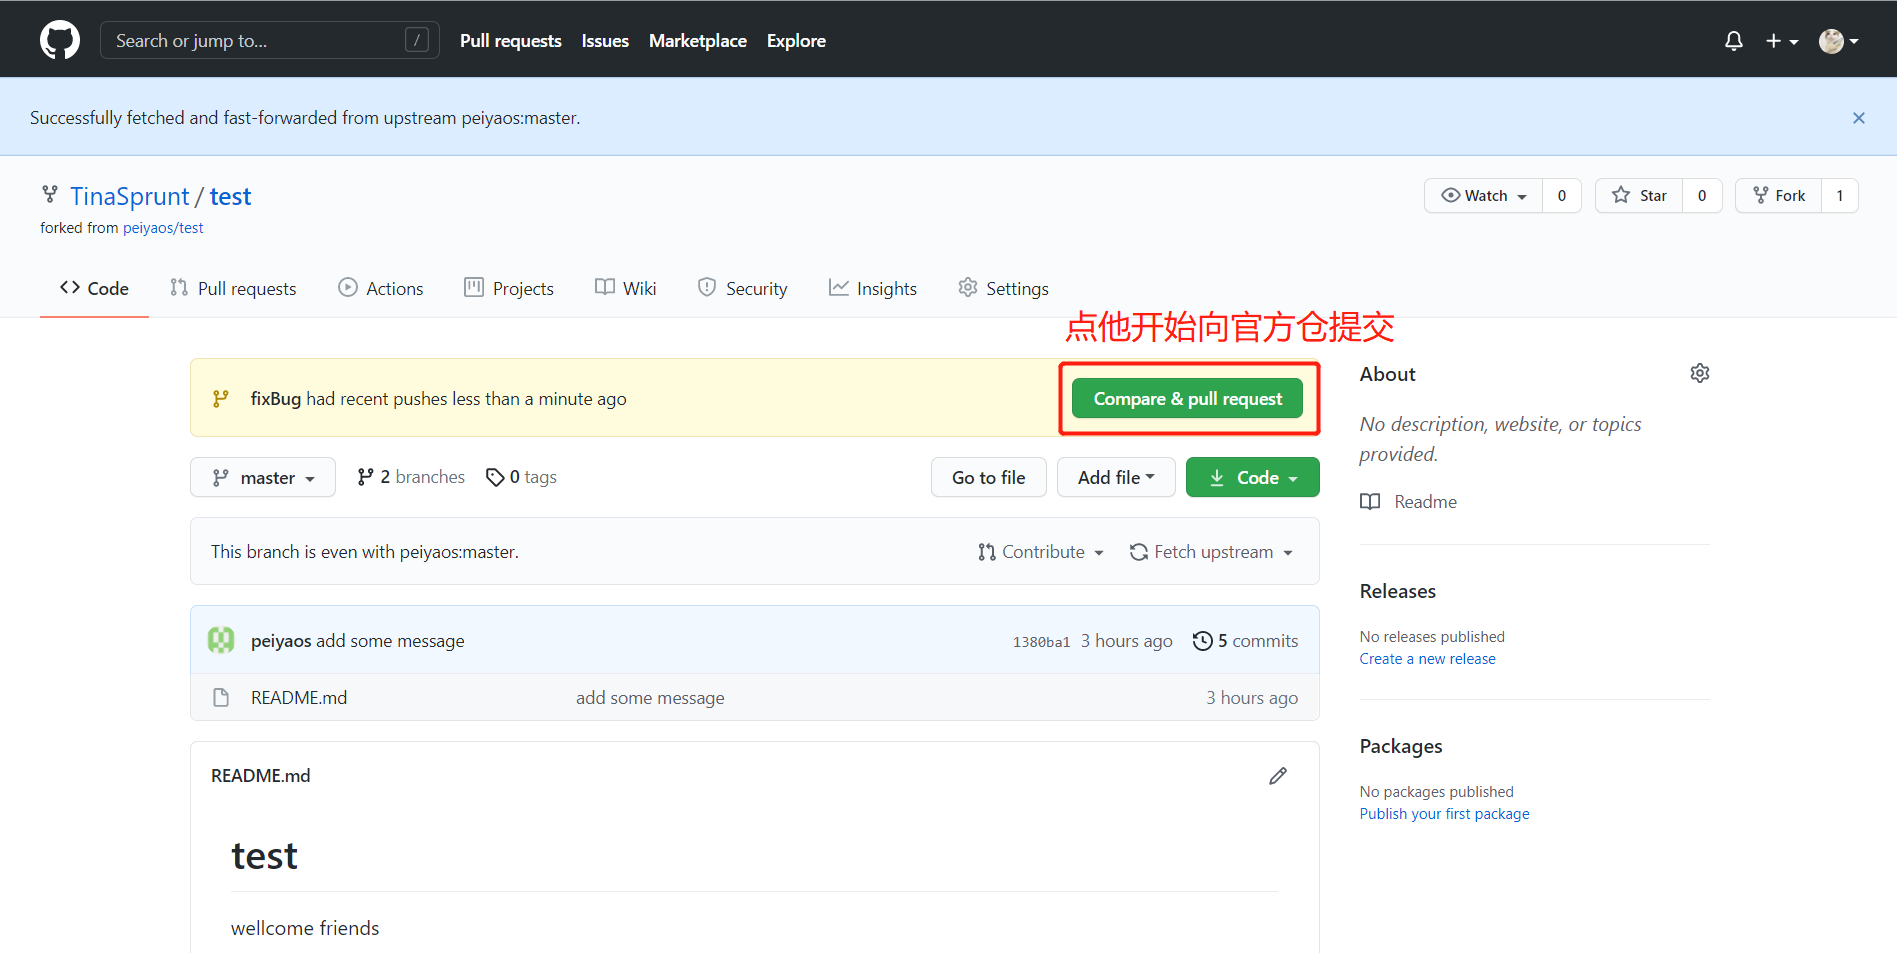 Search or jump to... /
Pull requests Issues Marketplace Explore
Successfully fetched and fast-forwarded from upstream peiyaos:master.
TinaSprunt / test
forked from peiyaos/test
Watch 0 Star 0 Fork 1
Code Pull requests Actions Projects Wiki Security Insights Settings
点他开始向官方仓提交
fixBug had recent pushes less than a minute ago
Compare & pull request
master 2 branches 0 tags
Go to file Add file Code
This branch is even with peiyaos:master.
Contribute Fetch upstream
peiyaos add some message 1380ba1 3 hours ago 5 commits
README.md add some message 3 hours ago
README.md
test
wellcome friends
About
No description, website, or topics
provided.
Readme
Releases
No releases published
Create a new release
Packages
No packages published
Publish your first package